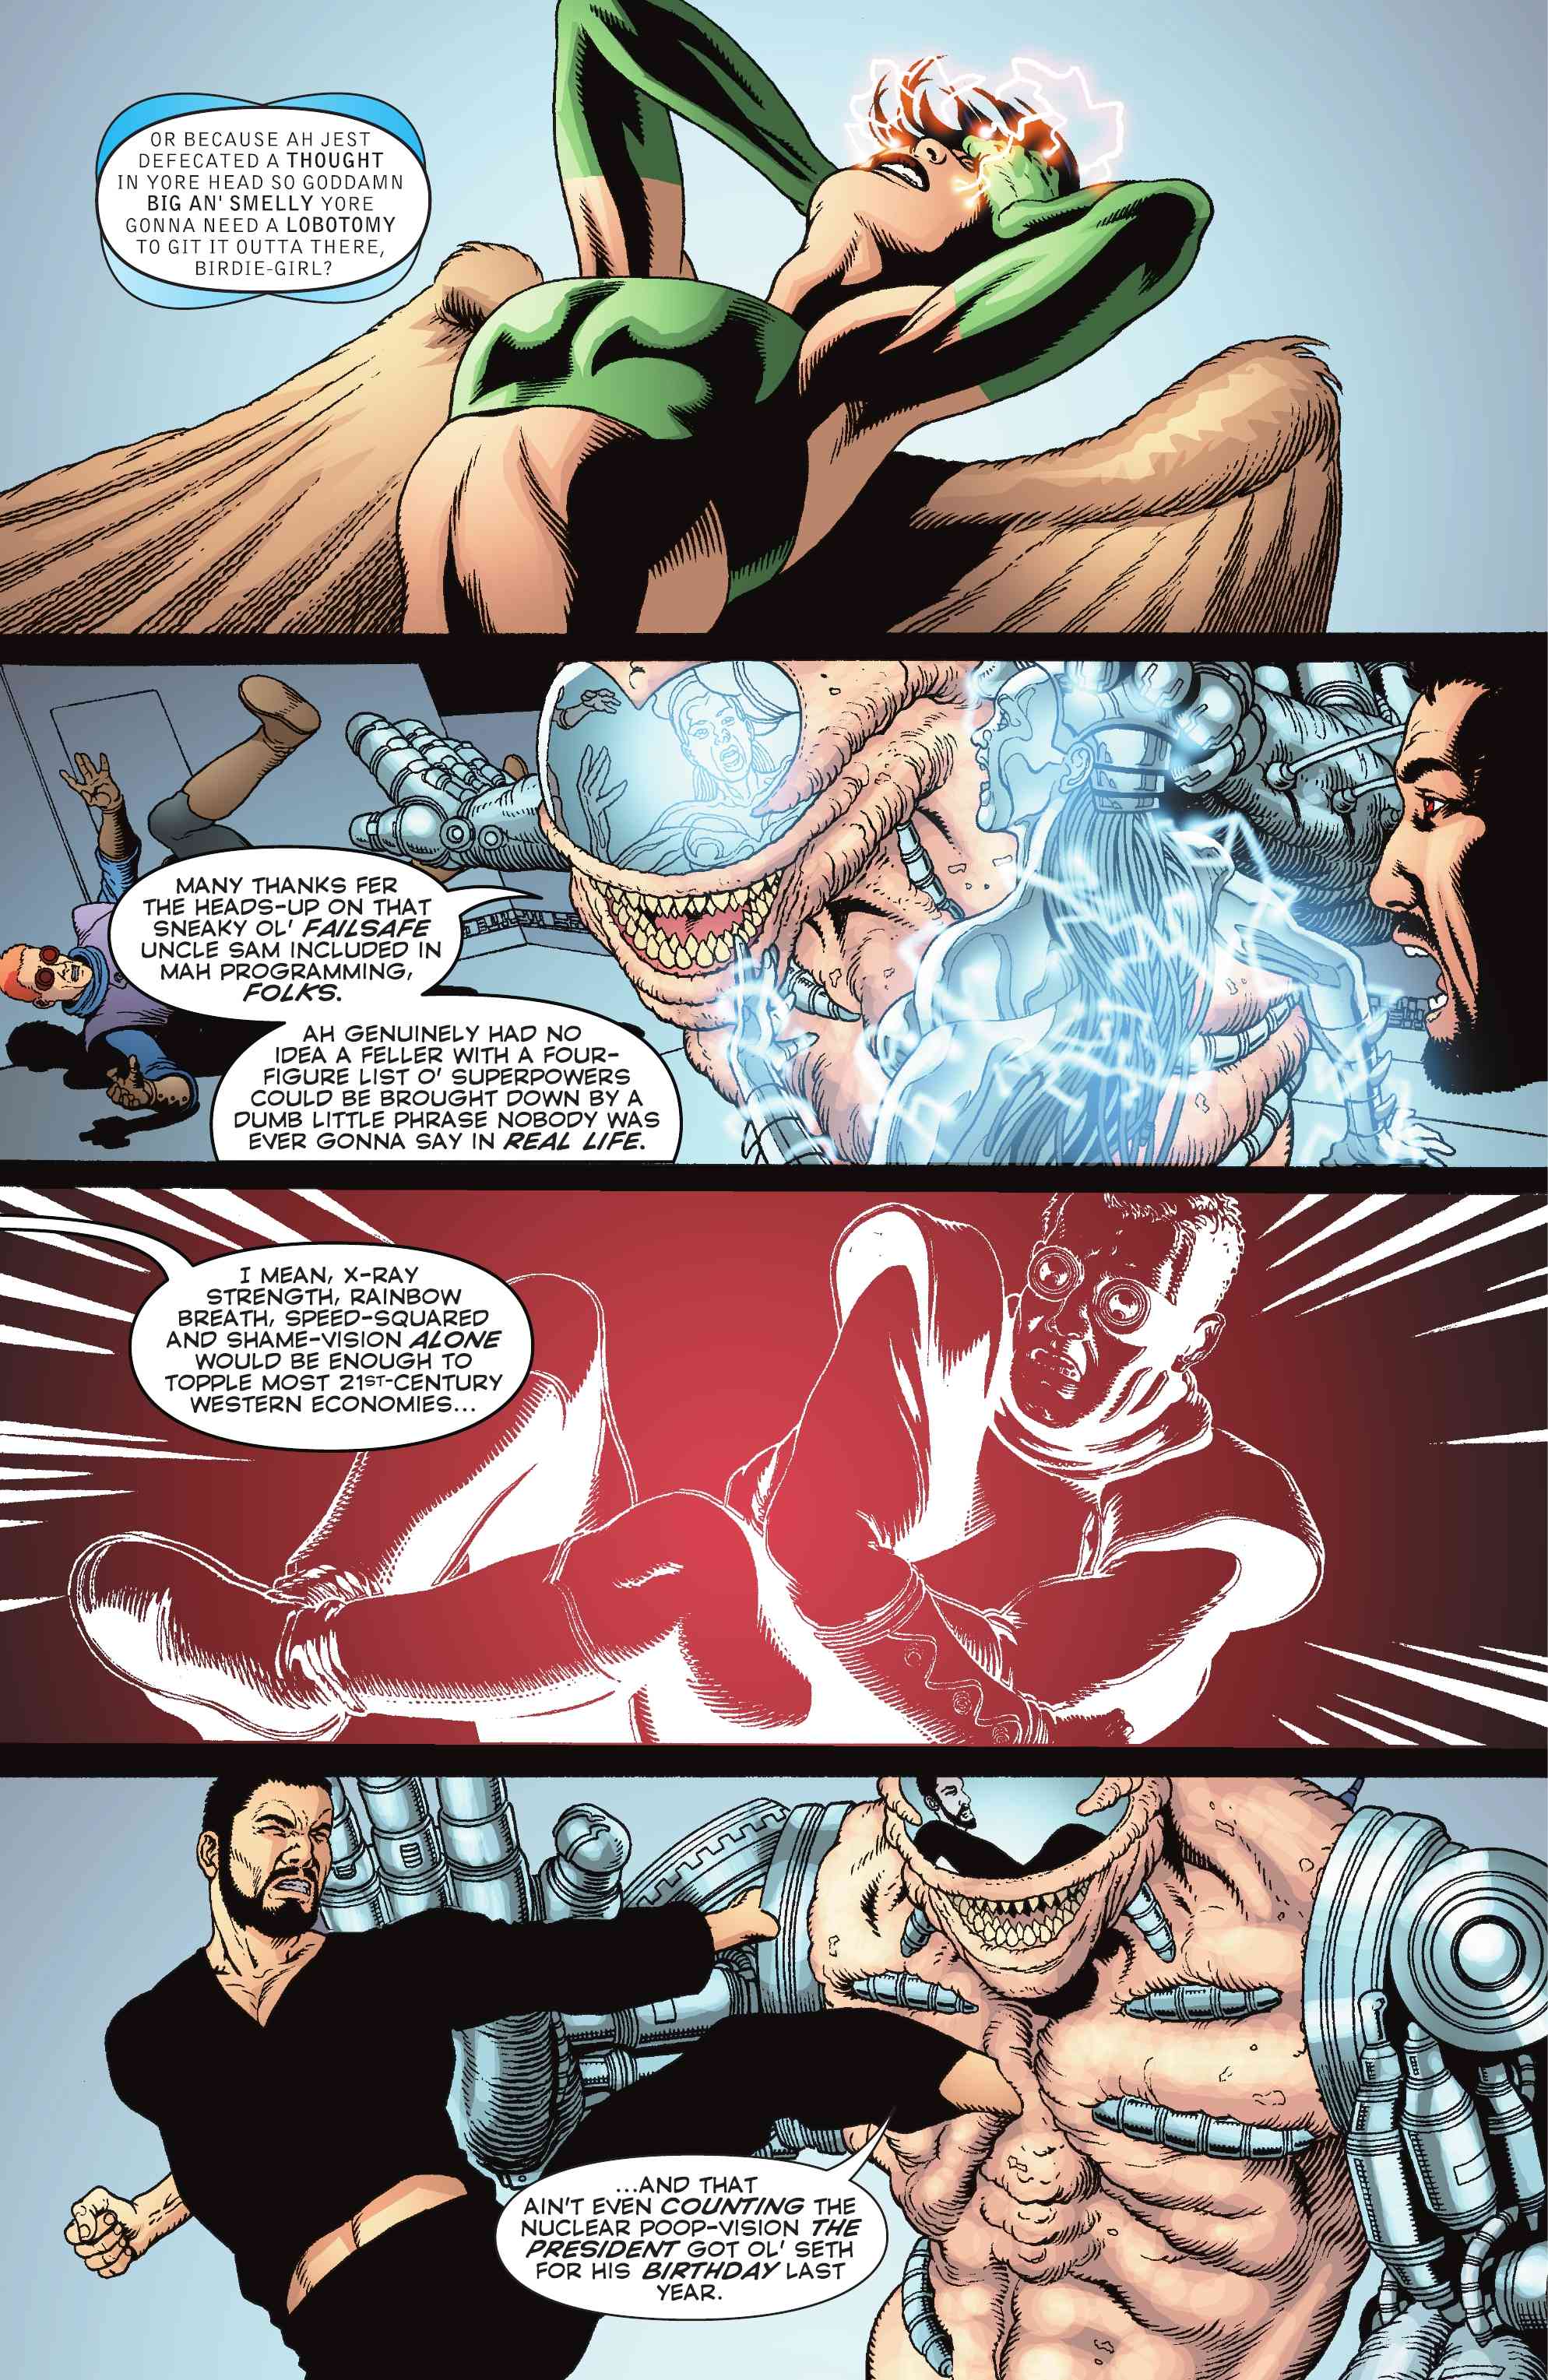 OR BECAUSE AH JEST
DEFECATED A THOUGHT
IN YORE HEAD SO GODDAMN
BIG AN' SMELLY YORE
GONNA NEED A LOBOTOMY
TO GIT IT OUTTA THERE,
BIRDIE-GIRL?
MANY THANKS FER
THE HEADS-UP ON THAT
SNEAKY OL' FAILSAFE
UNCLE SAM INCLUDED IN
MAH PROGRAMMING,
FOLKS.
AH GENUINELY HAD NO
IDEA A FELLER WITH A FOUR-
FIGURE LIST O' SUPERPOWERS
COULD BE BROUGHT DOWN BY A
DUMB LITTLE PHRASE NOBODY WAS
EVER GONNA SAY IN REAL LIFE.
I MEAN, X-RAY
STRENGTH, RAINBOW
BREATH, SPEED-SQUARED
AND SHAME-VISION ALONE
WOULD BE ENOUGH TO
TOPPLE MOST 21ST-CENTURY
WESTERN ECONOMIES...
...AND THAT
AIN'T EVEN COUNTING THE
NUCLEAR POOP-VISION THE
PRESIDENT GOT OL' SETH
FOR HIS BIRTHDAY LAST
YEAR.